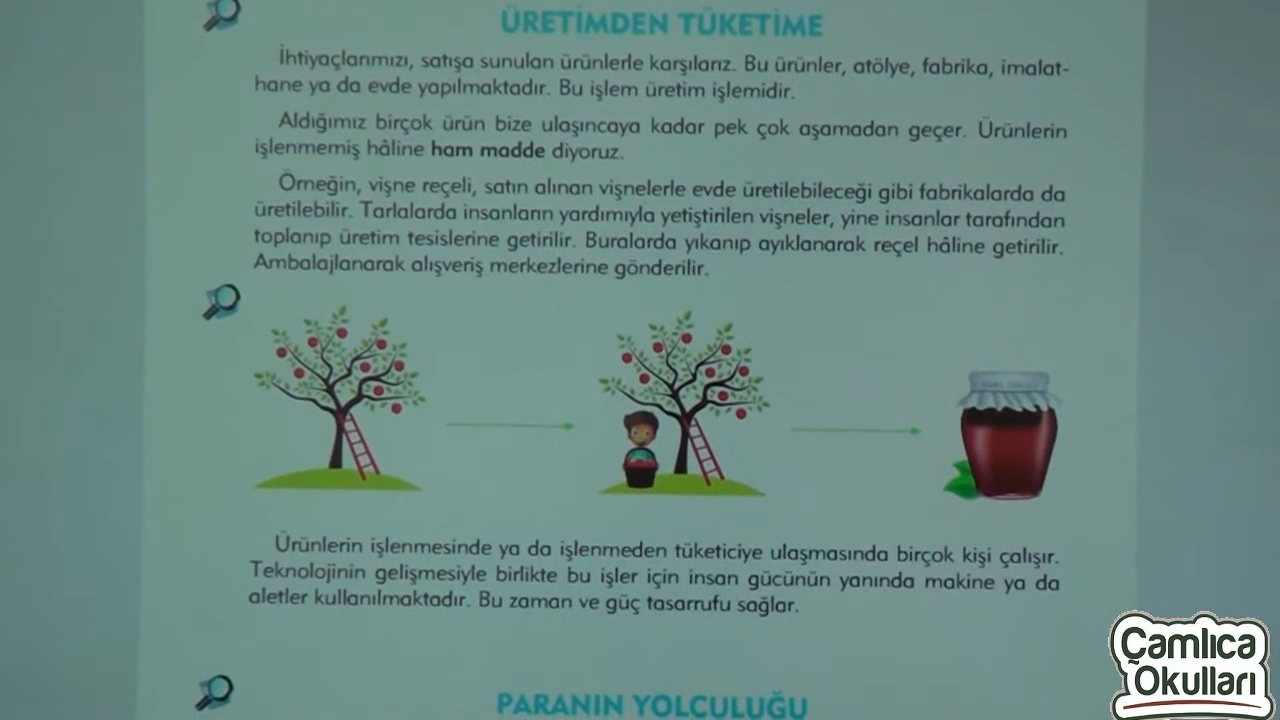 ÜRETİMDEN TÜKETİME
İhtiyaçlarımızı, satışa sunulan ürünlerle karşılarız. Bu ürünler, atölye, fabrika, imalat-
hane ya da evde yapılmaktadır. Bu işlem üretim işlemidir.
Aldığımız birçok ürün bize ulaşıncaya kadar pek çok aşamadan geçer. Ürünlerin
işlenmemiş hâline ham madde diyoruz.
Örneğin, vişne reçeli, satın alınan vişnelerle evde üretilebileceği gibi fabrikalarda da
üretilebilir. Tarlalarda insanların yardımıyla yetiştirilen vişneler, yine insanlar tarafından
toplanıp üretim tesislerine getirilir. Buralarda yıkanıp ayıklanarak reçel hâline getirilir.
Ambalajlanarak alışveriş merkezlerine gönderilir.
Ürünlerin işlenmesinde ya da işlenmeden tüketiciye ulaşmasında birçok kişi çalışır.
Teknolojinin gelişmesiyle birlikte bu işler için insan gücünün yanında makine ya da
aletler kullanılmaktadır. Bu zaman ve güç tasarrufu sağlar.
PARANIN YOLCULUĞU
Çamlıca
Okulları